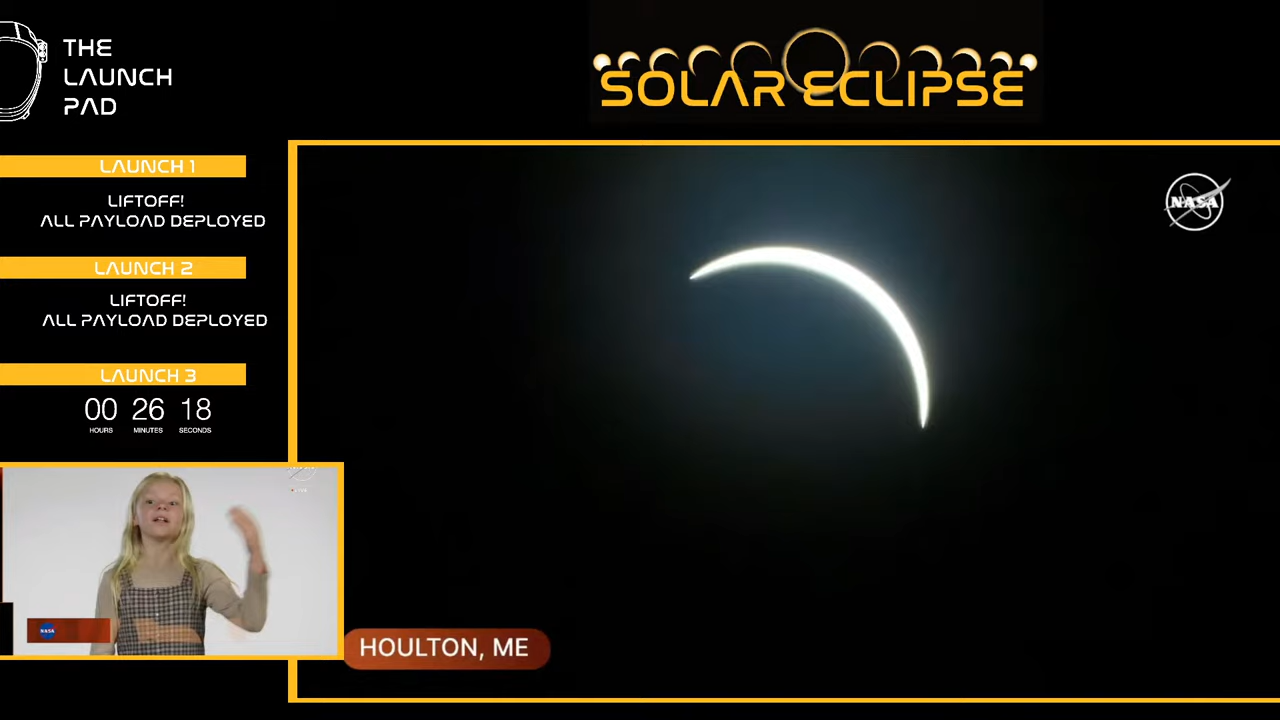 THE
LAUNCH
PAD
SOLAR ECLIPSE
LAUNCH 1
LIFTOFF!
ALL PAYLOAD DEPLOYED
LAUNCH 2
LIFTOFF!
ALL PAYLOAD DEPLOYED
LAUNCH 3
00 26 18
HOURS MINUTES SECONDS
NASA
NASA
HOULTON, ME